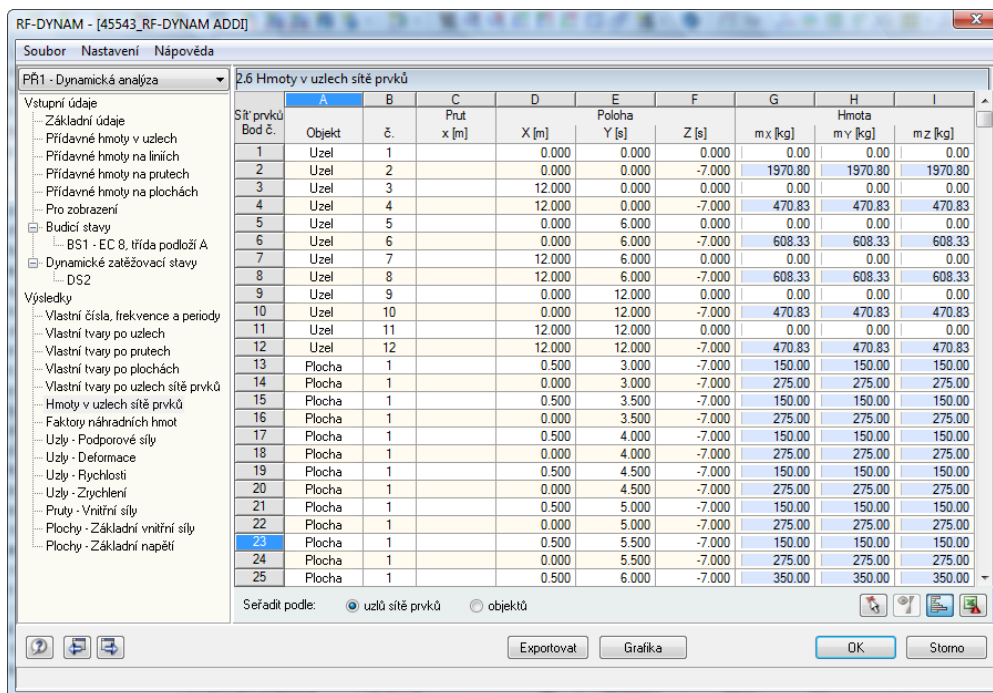 RF-DYNAM - [45543_RF-DYNAM ADDI]
Soubor Nastavení Nápověda
PŘ1 - Dynamická analýza
Vstupní údaje
Základní údaje
Přídavné hmoty v uzlech
Přídavné hmoty na liniích
Přídavné hmoty na prutech
Přídavné hmoty na plochách
Pro zobrazení
Budicí stavy
BS1 - EC 8, třída podloží A
Dynamické zatěžovací stavy
DS2
Výsledky
Vlastní čísla, frekvence a periody
Vlastní tvary po uzlech
Vlastní tvary po prutech
Vlastní tvary po plochách
Vlastní tvary po uzlech sítě prvků
Hmoty v uzlech sítě prvků
Faktory náhradních hmot
Uzly - Podporové síly
Uzly - Deformace
Uzly - Rychlosti
Uzly - Zrychlení
Pruty - Vnitřní síly
Plochy - Základní vnitřní síly
Plochy - Základní napětí
2.6 Hmoty v uzlech sítě prvků
A B C D E F G H I
Síť prvků Prut Poloha Hmota
Bod č. Objekt č. x [m] X [m] Y [s] Z [s] mX [kg] mY [kg] mZ [kg]
1 Uzel 1 0.000 0.000 0.000 0.00 0.00 0.00
2 Uzel 2 0.000 0.000 -7.000 1970.80 1970.80 1970.80
3 Uzel 3 12.000 0.000 0.000 0.00 0.00 0.00
4 Uzel 4 12.000 0.000 -7.000 470.83 470.83 470.83
5 Uzel 5 0.000 6.000 0.000 0.00 0.00 0.00
6 Uzel 6 0.000 6.000 -7.000 608.33 608.33 608.33
7 Uzel 7 12.000 6.000 0.000 0.00 0.00 0.00
8 Uzel 8 12.000 6.000 -7.000 608.33 608.33 608.33
9 Uzel 9 0.000 12.000 0.000 0.00 0.00 0.00
10 Uzel 10 0.000 12.000 -7.000 470.83 470.83 470.83
11 Uzel 11 12.000 12.000 0.000 0.00 0.00 0.00
12 Uzel 12 12.000 12.000 -7.000 470.83 470.83 470.83
13 Plocha 1 0.500 3.000 -7.000 150.00 150.00 150.00
14 Plocha 1 0.000 3.000 -7.000 275.00 275.00 275.00
15 Plocha 1 0.500 3.500 -7.000 150.00 150.00 150.00
16 Plocha 1 0.000 3.500 -7.000 275.00 275.00 275.00
17 Plocha 1 0.500 4.000 -7.000 150.00 150.00 150.00
18 Plocha 1 0.000 4.000 -7.000 275.00 275.00 275.00
19 Plocha 1 0.500 4.500 -7.000 150.00 150.00 150.00
20 Plocha 1 0.000 4.500 -7.000 275.00 275.00 275.00
21 Plocha 1 0.500 5.000 -7.000 150.00 150.00 150.00
22 Plocha 1 0.000 5.000 -7.000 275.00 275.00 275.00
23 Plocha 1 0.500 5.500 -7.000 150.00 150.00 150.00
24 Plocha 1 0.000 5.500 -7.000 275.00 275.00 275.00
25 Plocha 1 0.500 6.000 -7.000 350.00 350.00 350.00
Seřadit podle: uzlů sítě prvků objektů
Exportovat Grafika OK Storno